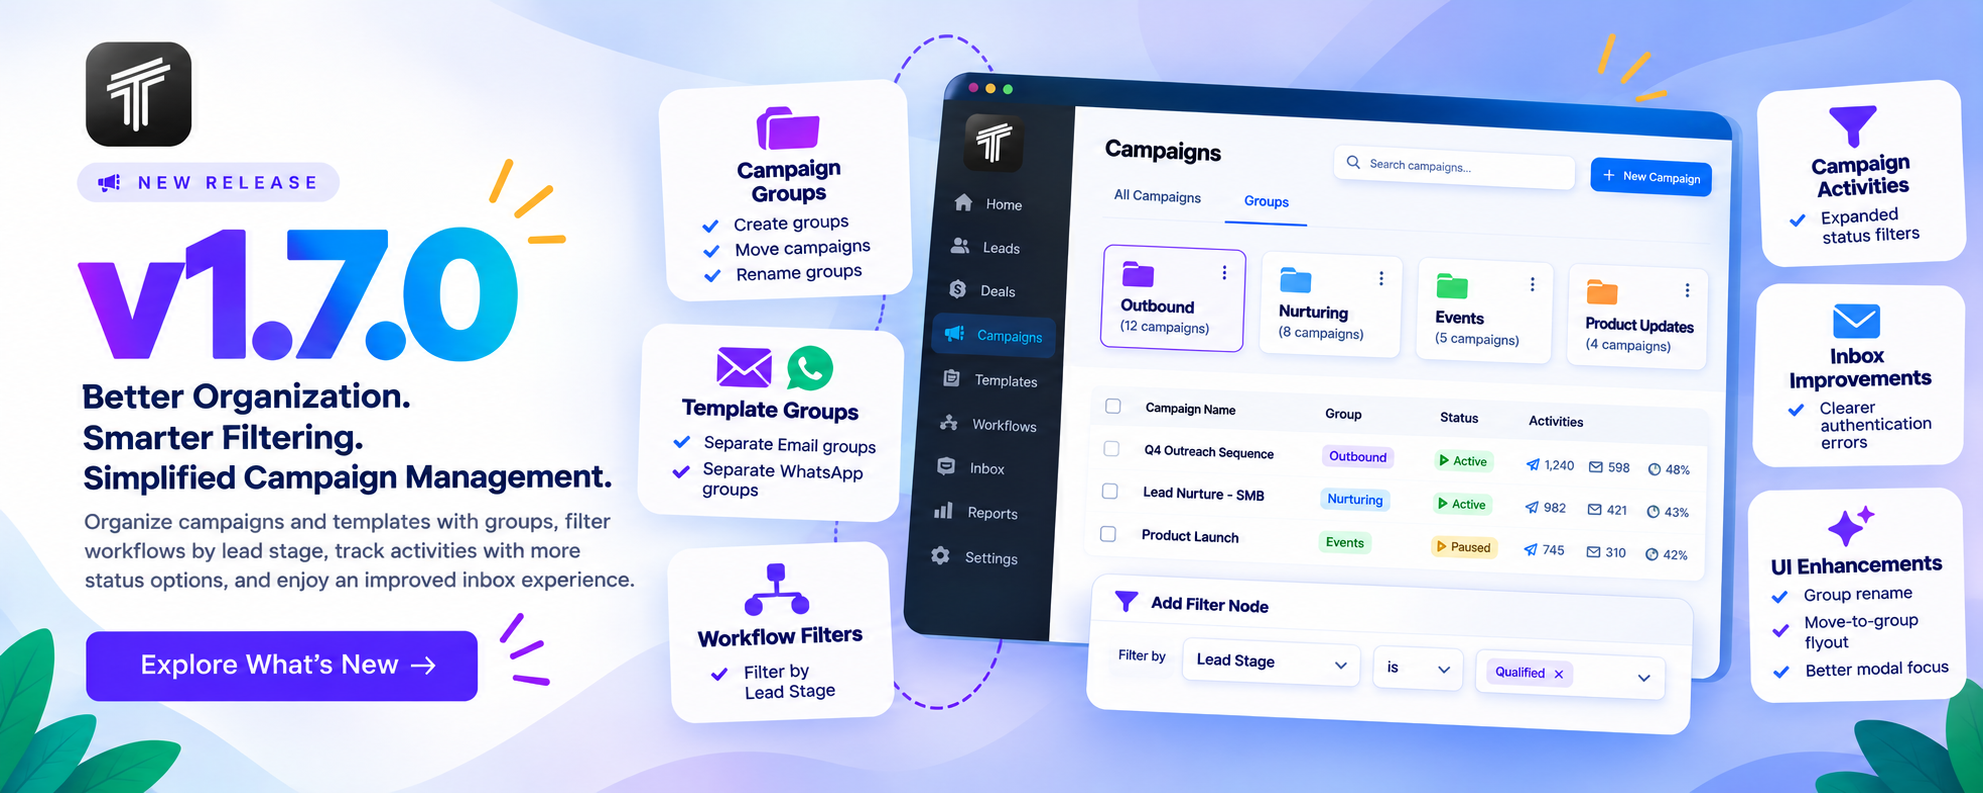 NEW RELEASE
v1.7.0
Better Organization.
Smarter Filtering.
Simplified Campaign Management.
Organize campaigns and templates with groups, filter
workflows by lead stage, track activities with more
status options, and enjoy an improved inbox experience.
Explore What's New →
Campaign
Groups
Create groups
Move campaigns
Rename groups
Template Groups
Separate Email groups
Separate WhatsApp
groups
Workflow Filters
Filter by
Lead Stage
Home
Leads
Deals
Campaigns
Templates
Workflows
Inbox
Reports
Settings
Campaigns
Search campaigns...
+ New Campaign
All Campaigns
Groups
Outbound
(12 campaigns)
Nurturing
(8 campaigns)
Events
(5 campaigns)
Product Updates
(4 campaigns)
Campaign Name Group Status Activities
Q4 Outreach Sequence Outbound Active 1,240 598 48%
Lead Nurture - SMB Nurturing Active 982 421 43%
Product Launch Events Paused 745 310 42%
Add Filter Node
Filter by Lead Stage is Qualified ×
Campaign
Activities
Expanded
status filters
Inbox
Improvements
Clearer
authentication
errors
UI Enhancements
Group rename
Move-to-group
flyout
Better modal focus